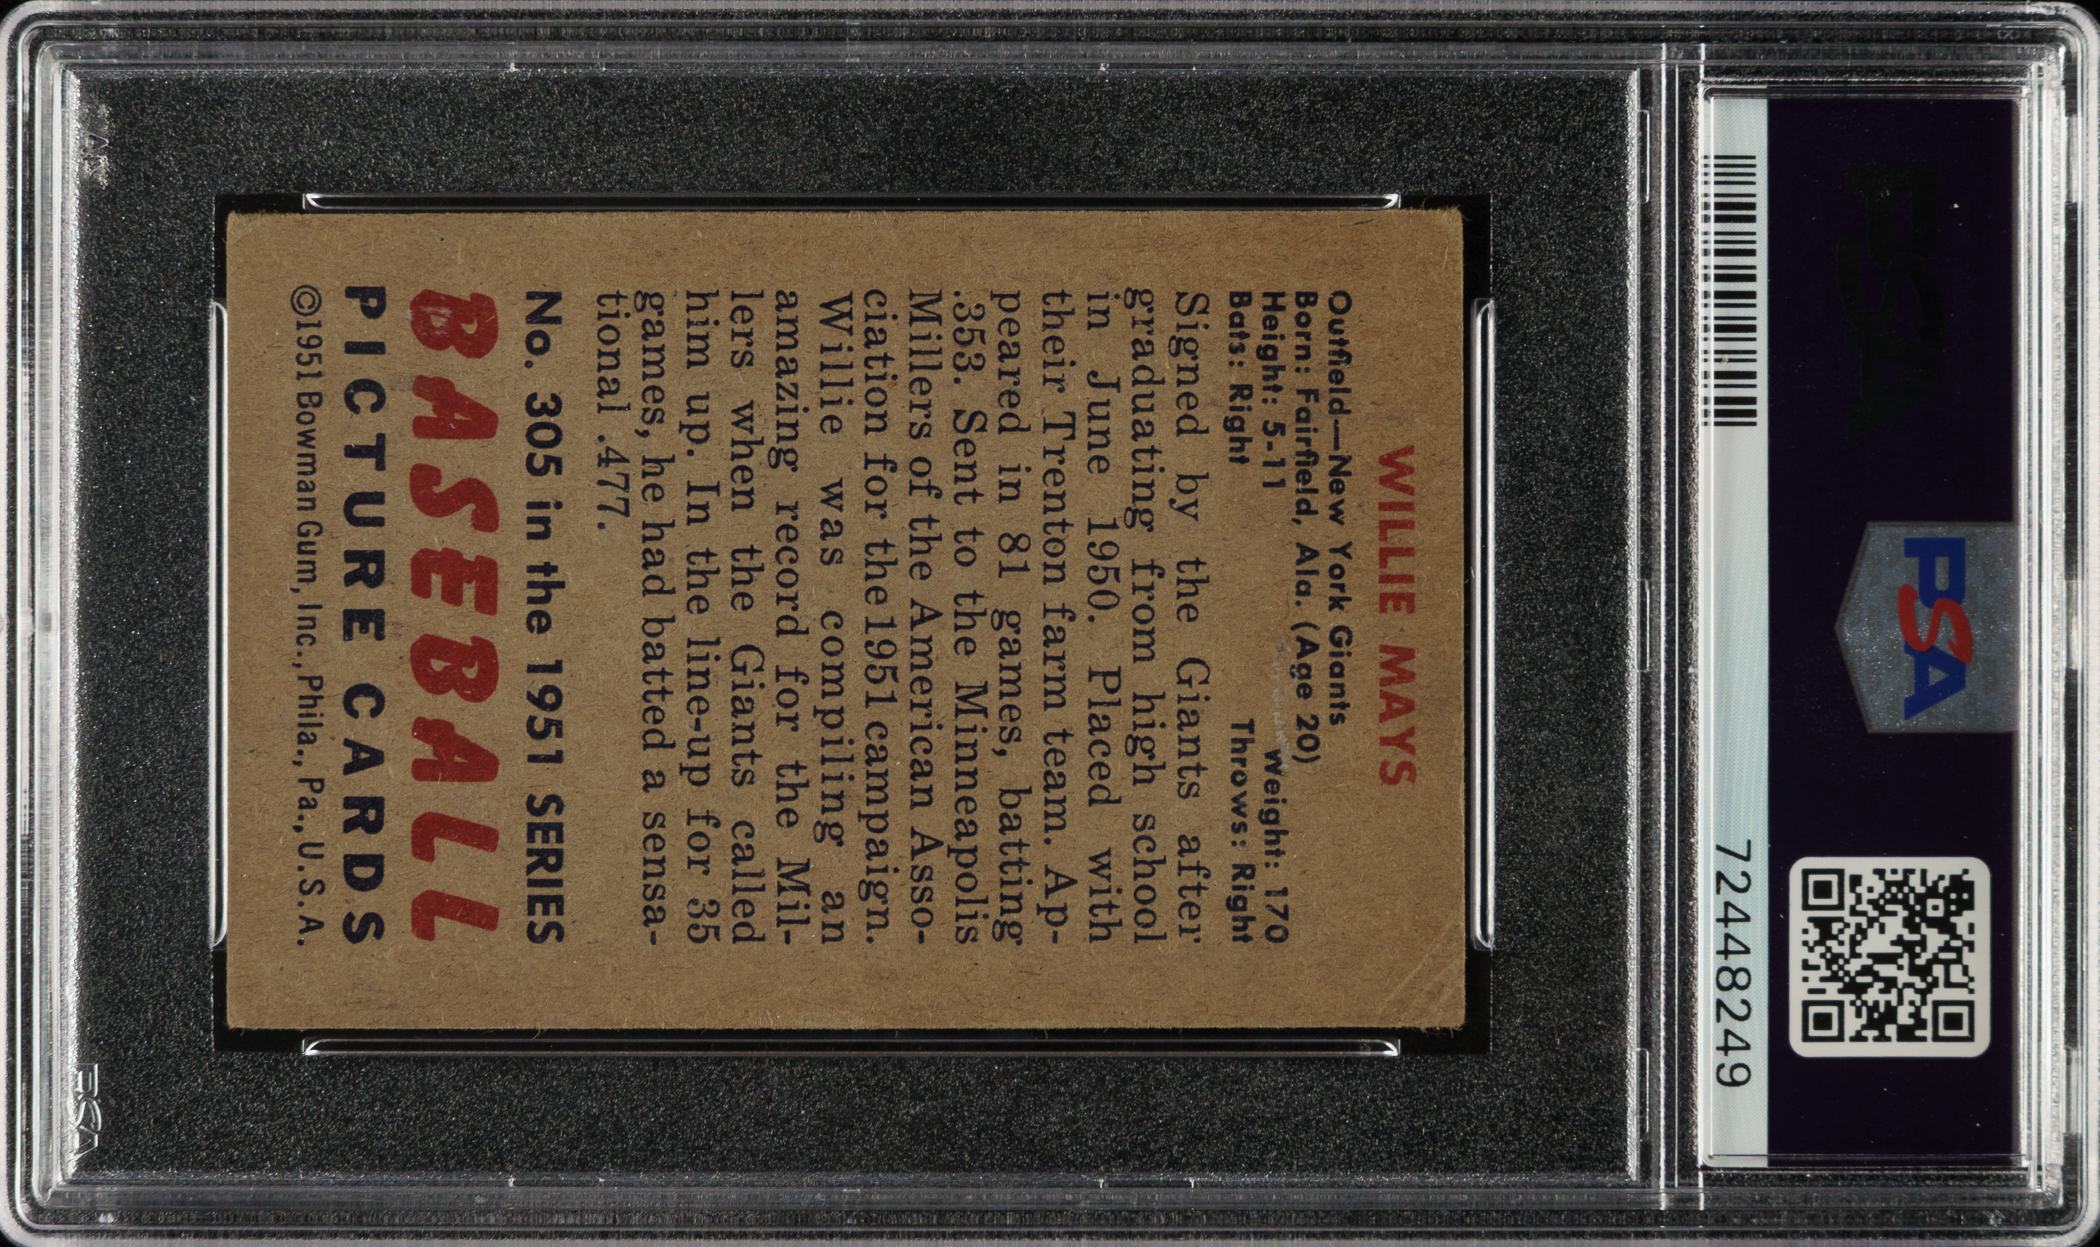 PSA
72448249
WILLIE MAYS
Outfield—New York Giants
Born: Fairfield, Ala. (Age 20)
Height: 5-11 Weight: 170
Bats: Right Throws: Right
Signed by the Giants after
graduating from high school
in June 1950. Placed with
their Trenton farm team. Ap-
peared in 81 games, batting
.353. Sent to the Minneapolis
Millers of the American Asso-
ciation for the 1951 campaign.
Willie was compiling an
amazing record for the Mil-
lers when the Giants called
him up. In the line-up for 35
games, he had batted a sensa-
tional .477.
No. 305 in the 1951 SERIES
BASEBALL
PICTURE CARDS
©1951 Bowman Gum, Inc., Phila., Pa., U.S.A.
PSA